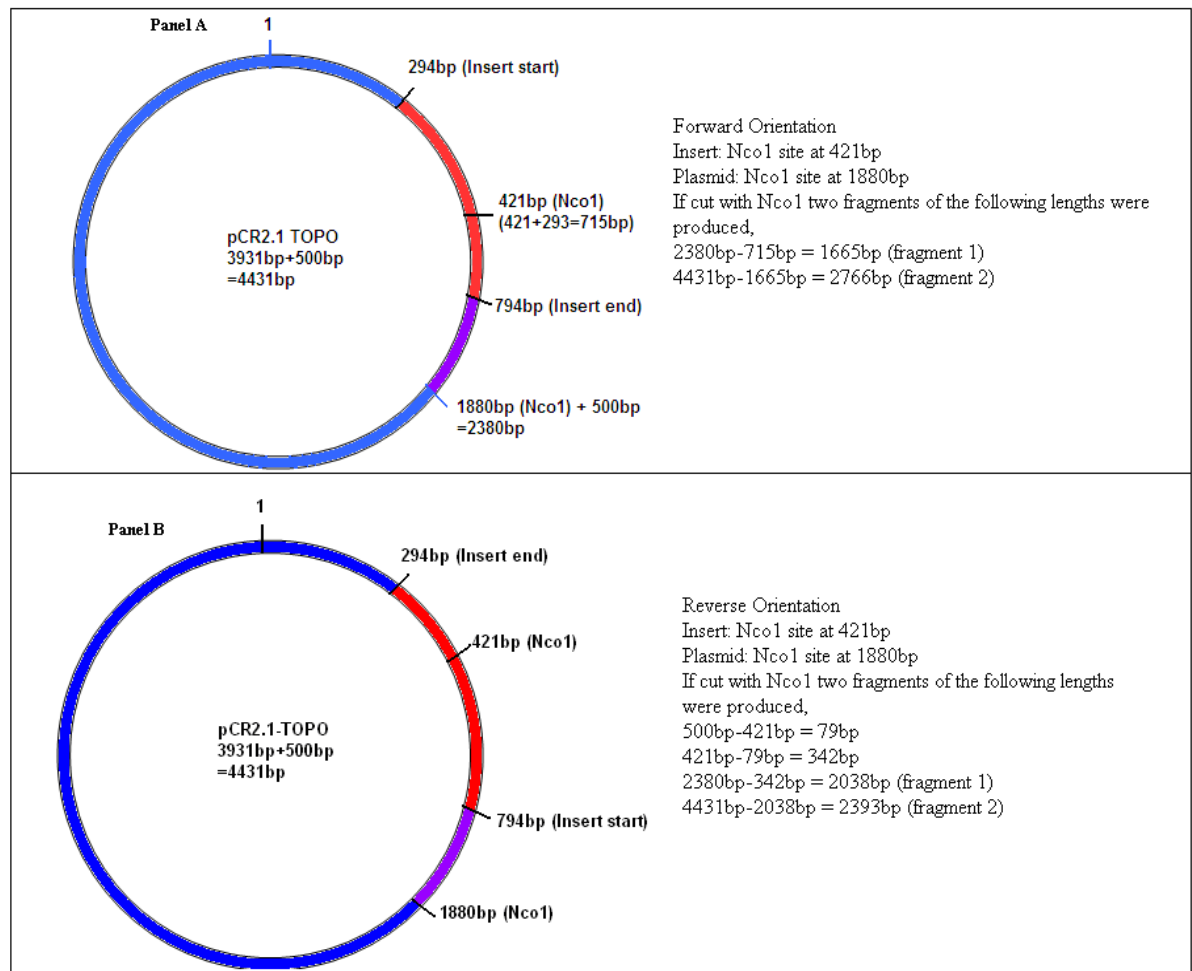 Panel A
1
294bp (Insert start)
421bp (Nco1)
(421+293=715bp)
pCR2.1 TOPO
3931bp+500bp
=4431bp
794bp (Insert end)
1880bp (Nco1) + 500bp
=2380bp
Forward Orientation
Insert: Nco1 site at 421bp
Plasmid: Nco1 site at 1880bp
If cut with Nco1 two fragments of the following lengths were
produced,
2380bp-715bp = 1665bp (fragment 1)
4431bp-1665bp = 2766bp (fragment 2)
Panel B
1
294bp (Insert end)
421bp (Nco1)
pCR2.1-TOPO
3931bp+500bp
=4431bp
794bp (Insert start)
1880bp (Nco1)
Reverse Orientation
Insert: Nco1 site at 421bp
Plasmid: Nco1 site at 1880bp
If cut with Nco1 two fragments of the following lengths
were produced,
500bp-421bp = 79bp
421bp-79bp = 342bp
2380bp-342bp = 2038bp (fragment 1)
4431bp-2038bp = 2393bp (fragment 2)